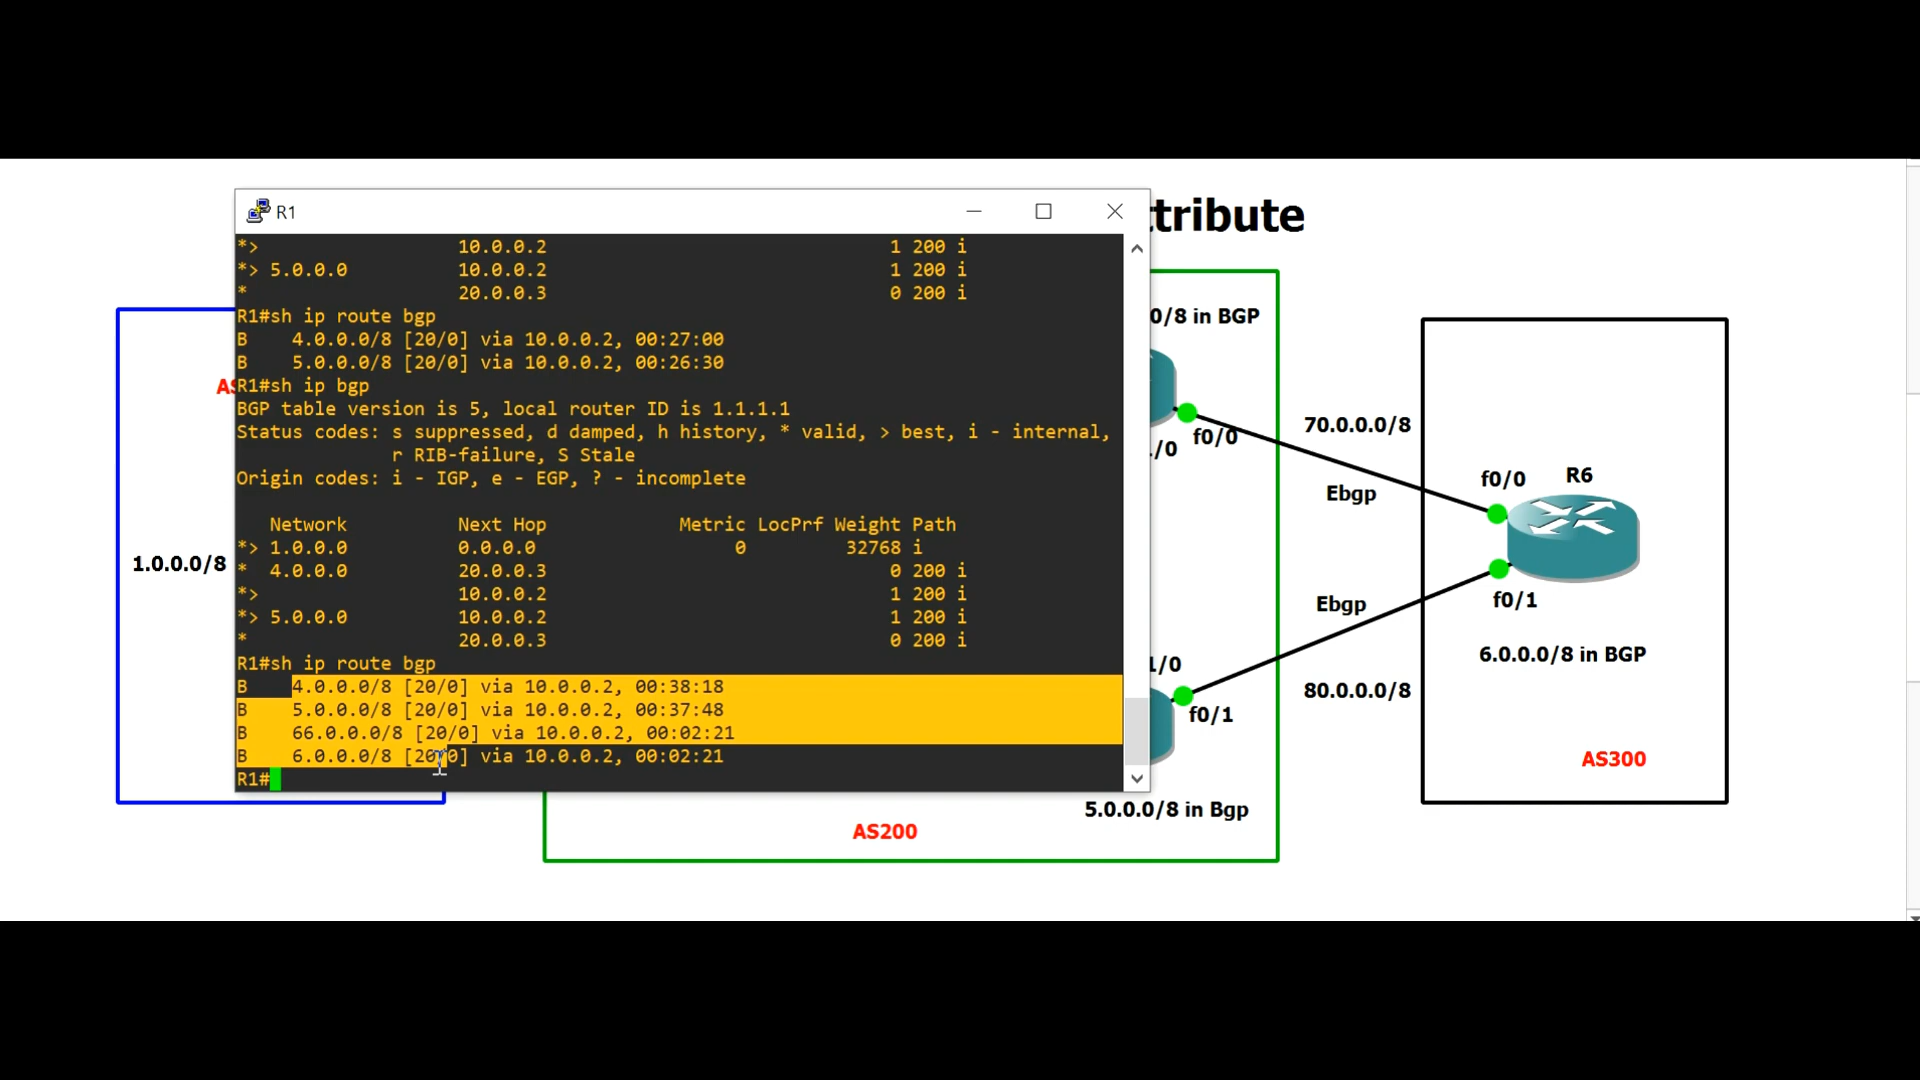 R1
ttribute
*>                  10.0.0.2                               1 200 i
*> 5.0.0.0          10.0.0.2                               1 200 i
*                   20.0.0.3                               0 200 i
R1#sh ip route bgp
B    4.0.0.0/8 [20/0] via 10.0.0.2, 00:27:00
B    5.0.0.0/8 [20/0] via 10.0.0.2, 00:26:30
R1#sh ip bgp
BGP table version is 5, local router ID is 1.1.1.1
Status codes: s suppressed, d damped, h history, * valid, > best, i - internal,
              r RIB-failure, S Stale
Origin codes: i - IGP, e - EGP, ? - incomplete
   Network          Next Hop            Metric LocPrf Weight Path
*> 1.0.0.0          0.0.0.0                  0         32768 i
*  4.0.0.0          20.0.0.3                               0 200 i
*>                  10.0.0.2                               1 200 i
*> 5.0.0.0          10.0.0.2                               1 200 i
*                   20.0.0.3                               0 200 i
R1#sh ip route bgp
B    4.0.0.0/8 [20/0] via 10.0.0.2, 00:38:18
B    5.0.0.0/8 [20/0] via 10.0.0.2, 00:37:48
B    66.0.0.0/8 [20/0] via 10.0.0.2, 00:02:21
B    6.0.0.0/8 [20/0] via 10.0.0.2, 00:02:21
R1#
AS
1.0.0.0/8
0/8 in BGP
/0
f0/0
70.0.0.0/8
Ebgp
f0/0
R6
f0/1
Ebgp
6.0.0.0/8 in BGP
1/0
f0/1
80.0.0.0/8
AS300
5.0.0.0/8 in Bgp
AS200